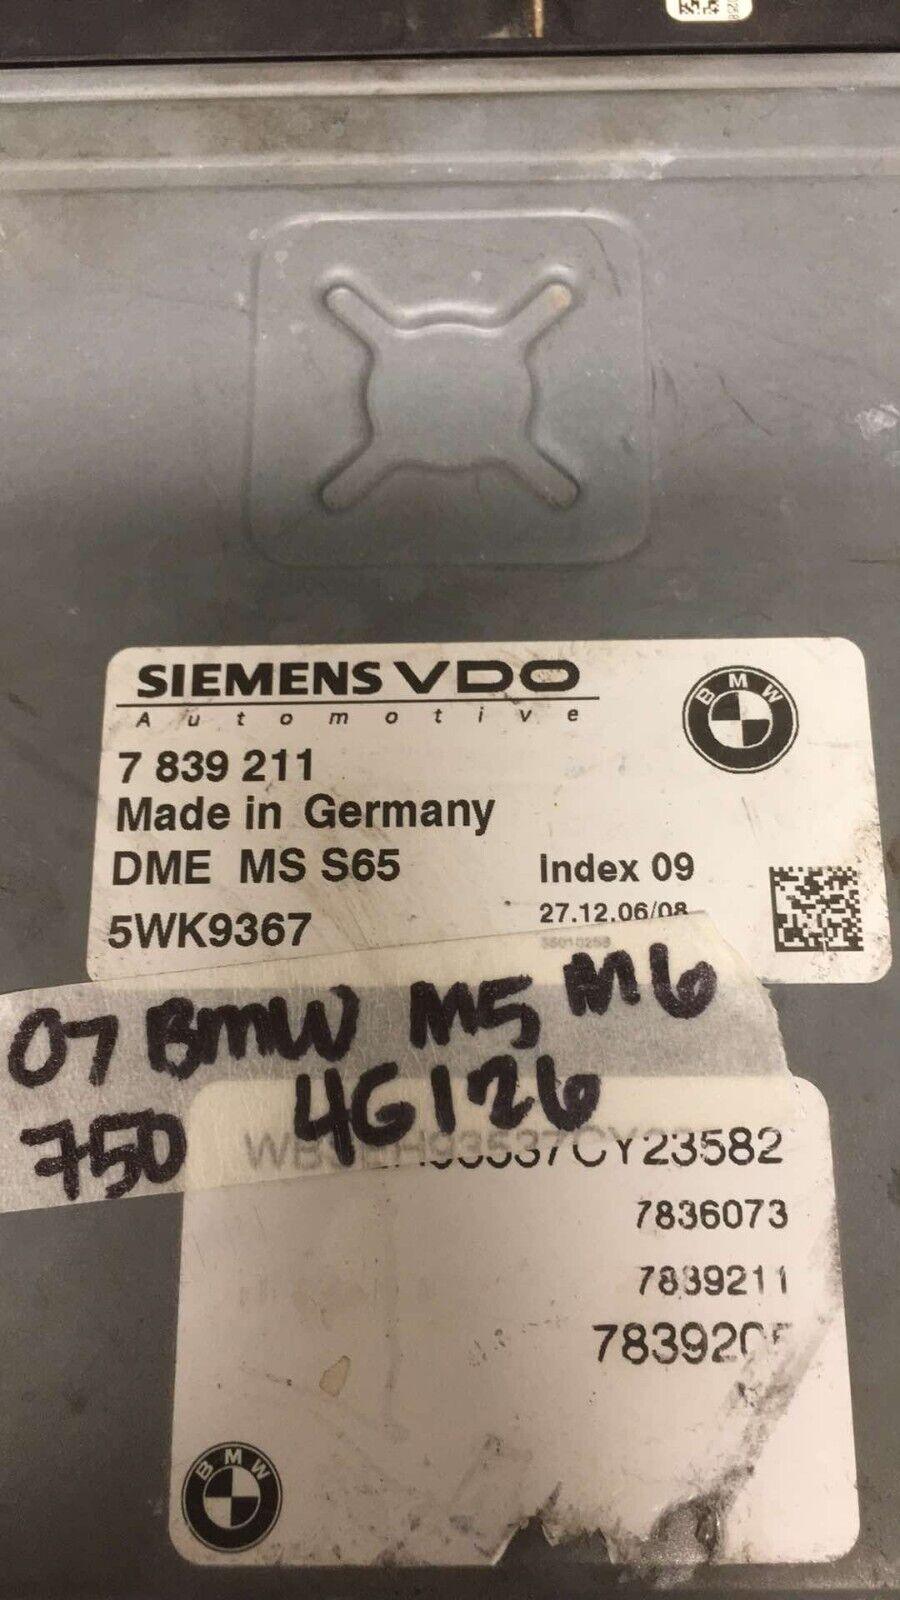 SIEMENS VDO
Automotive
BMW
7 839 211
Made in Germany
DME MS S65
Index 09
5WK9367
27.12.06/08
07 BMW M5 M6
750 4G126
7836073
7839211
BMW